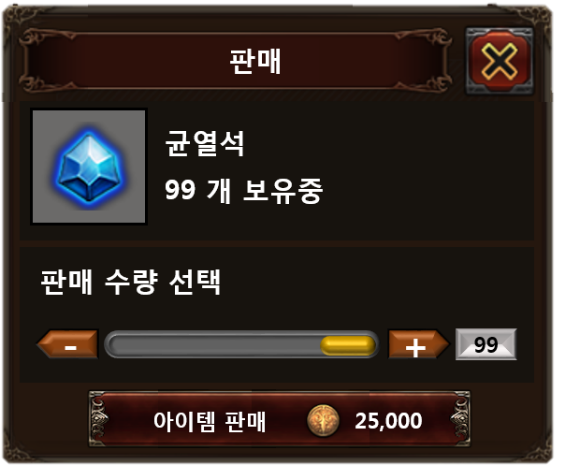 판매
균열석
99 개 보유중
판매 수량 선택
- + 99
아이템 판매 25,000